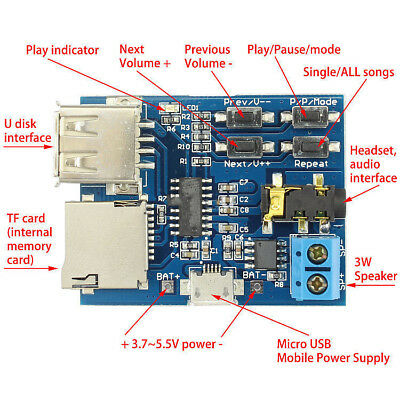 Play indicator
Next
Volume +
Previous
Volume -
Play/Pause/mode
Single/ALL songs
U disk
interface
LED1
R2
R3
R4
R10
R1
R6
Prev/V--
P/P/Mode
Next/V++
Repeat
Headset,
audio
interface
TF card
(internal
memory
card)
R7
C7
C2
C8
C6
R5
C4
C1
R9
BAT+
BAT-
R8
SP-
SP+
3W
Speaker
+ 3.7~5.5V power -
Micro USB
Mobile Power Supply